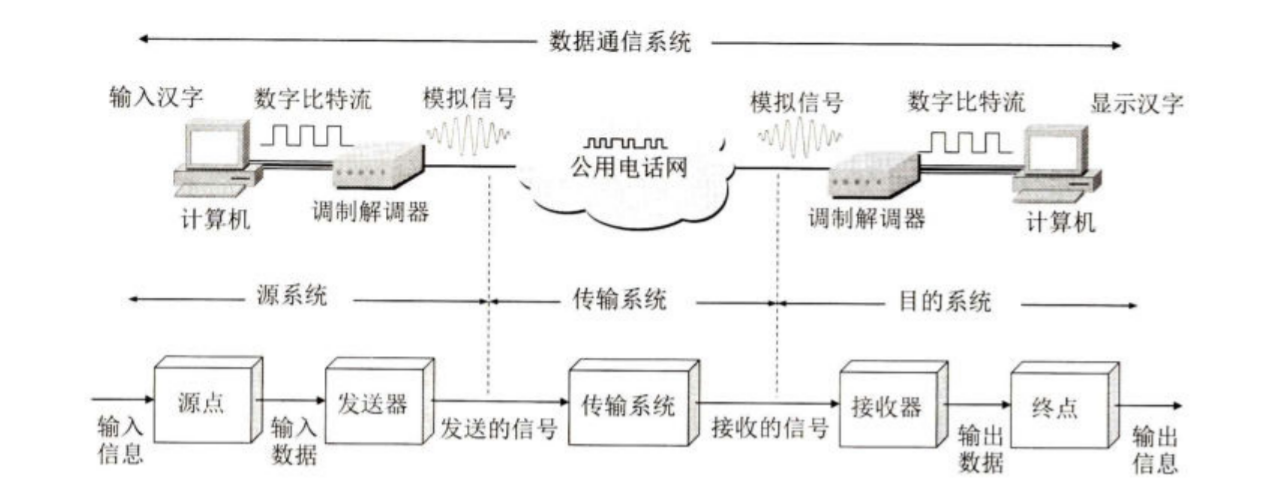 数据通信系统
输入汉字
数字比特流
模拟信号
模拟信号
数字比特流
显示汉字
公用电话网
计算机
调制解调器
调制解调器
计算机
源系统
传输系统
目的系统
源点
发送器
传输系统
接收器
终点
输入
信息
输入
数据
发送的信号
接收的信号
输出
数据
输出
信息